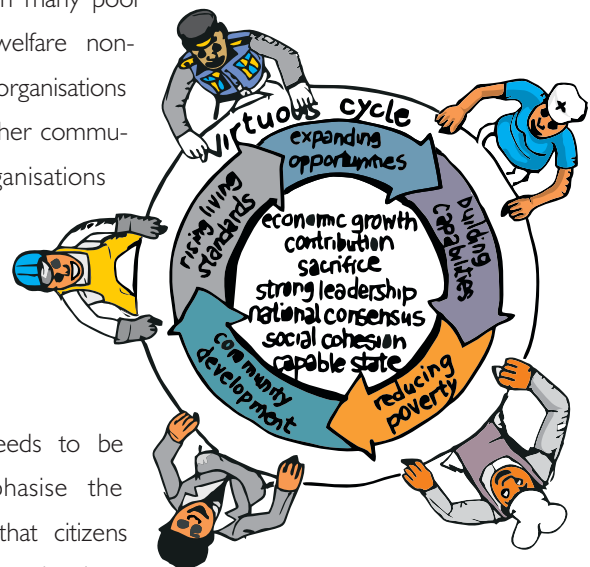 many poor
welfare non-
organisations
her commu-
ganisations
eeds to be
phasise the
that citizens
virtuous cycle
expanding
opportunities
building
capabilities
reducing
poverty
community
development
rising living
standards
economic growth
contribution
sacrifice
strong leadership
national consensus
social cohesion
capable state